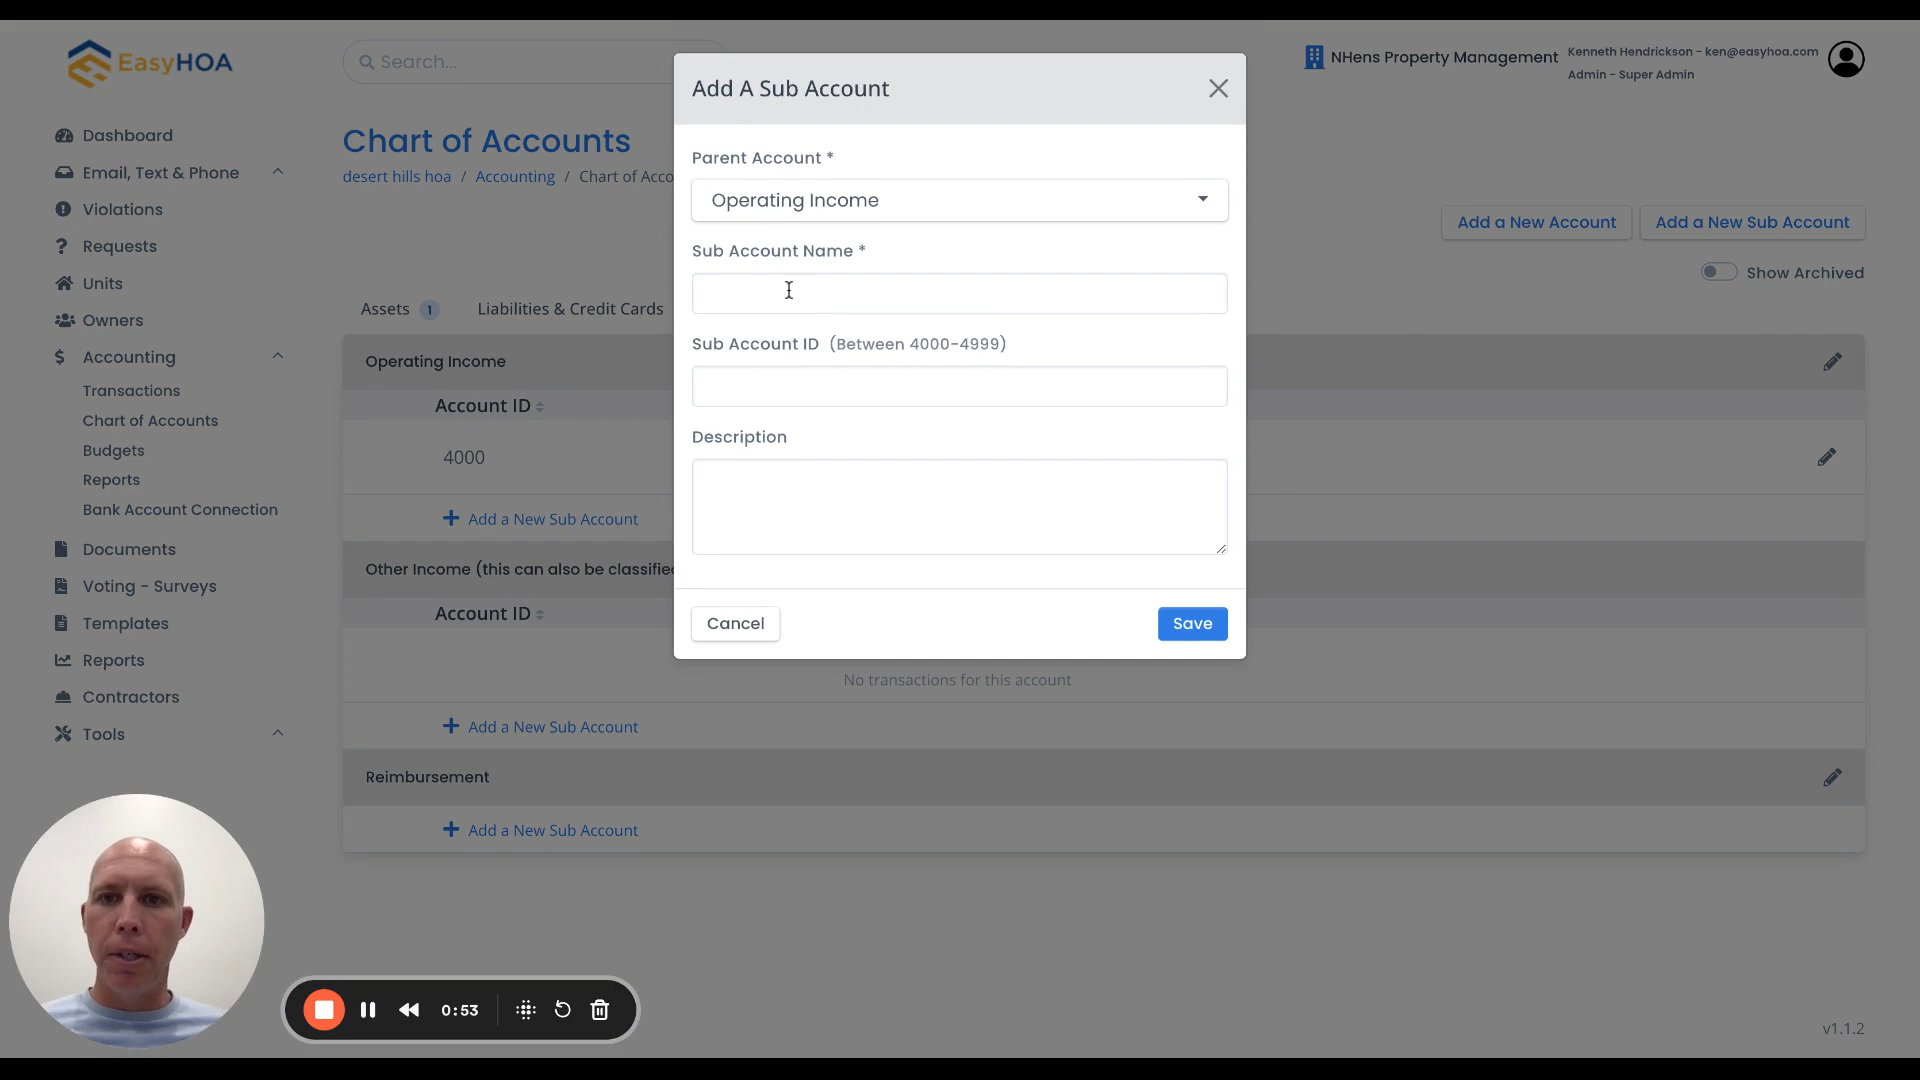 EasyHOA
Search...
NHens Property Management
Kenneth Hendrickson - ken@easyhoa.com
Admin - Super Admin
Dashboard
Email, Text & Phone
Violations
Requests
Units
Owners
Accounting
Transactions
Chart of Accounts
Budgets
Reports
Bank Account Connection
Documents
Voting - Surveys
Templates
Reports
Contractors
Tools
Chart of Accounts
desert hills hoa / Accounting / Chart of Acco
Add a New Account
Add a New Sub Account
Show Archived
Assets 1
Liabilities & Credit Cards
Operating Income
Account ID
4000
+ Add a New Sub Account
Other Income (this can also be classified
Account ID
No transactions for this account
+ Add a New Sub Account
Reimbursement
+ Add a New Sub Account
Add A Sub Account
Parent Account *
Operating Income
Sub Account Name *
Sub Account ID (Between 4000-4999)
Description
Cancel
Save
0:53
v1.1.2